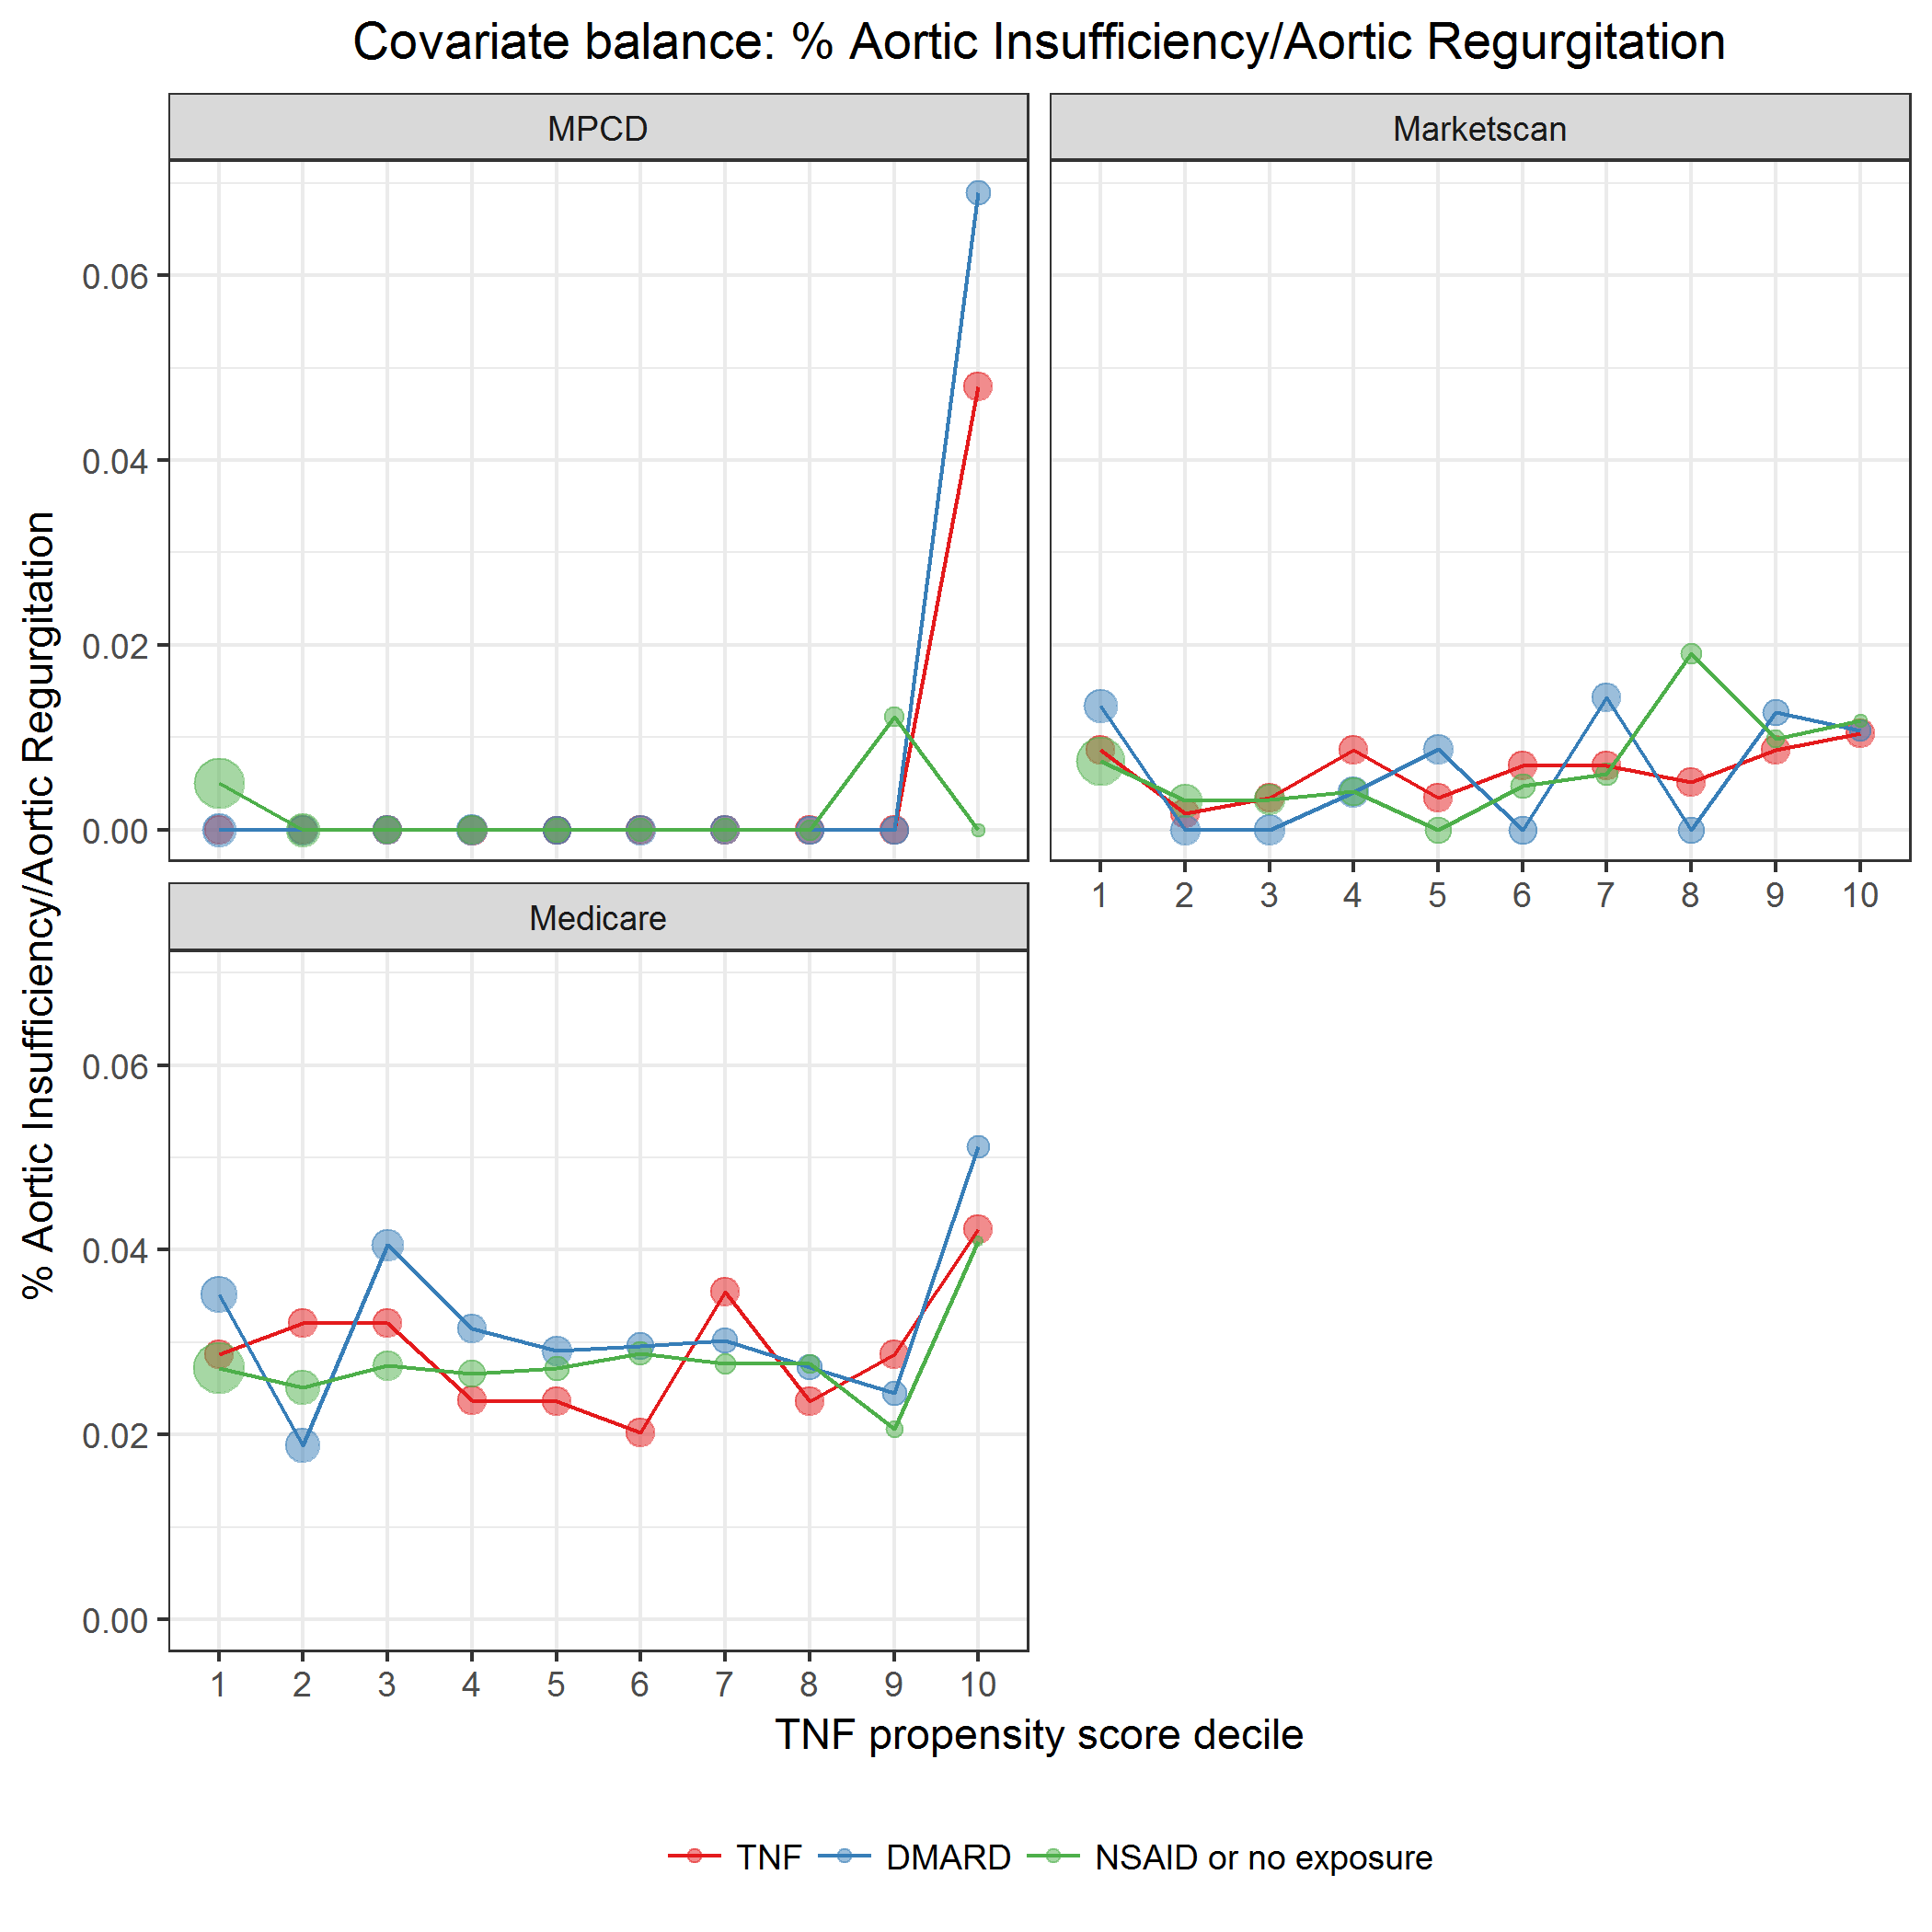 Covariate balance: % Aortic Insufficiency/Aortic Regurgitation
MPCD
Marketscan
0.06
0.04
0.02
0.00
1 2 3 4 5 6 7 8 9 10
Medicare
0.06
0.04
0.02
0.00
1 2 3 4 5 6 7 8 9 10
% Aortic Insufficiency/Aortic Regurgitation
TNF propensity score decile
TNF DMARD NSAID or no exposure